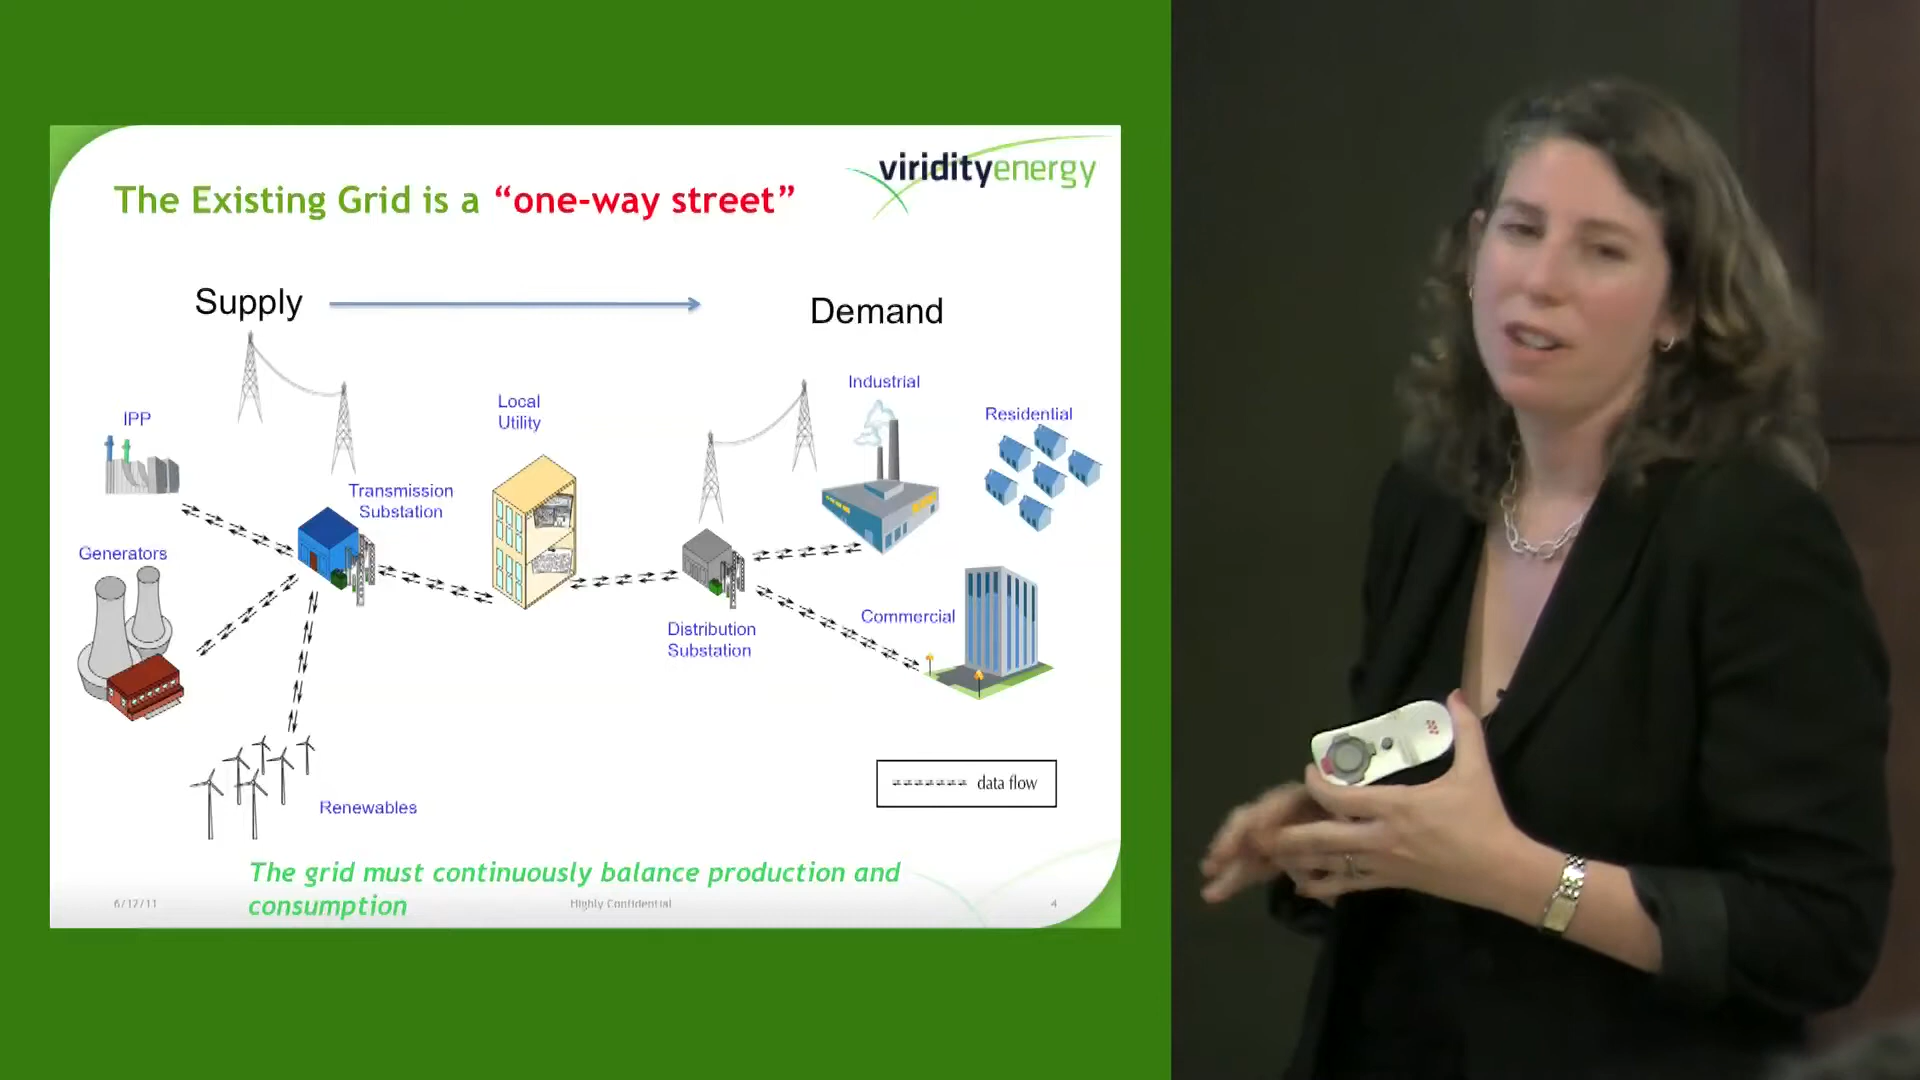 viridityenergy
The Existing Grid is a “one-way street”
Supply
Demand
Industrial
Local
Utility
IPP
Residential
Transmission
Substation
Generators
Commercial
Distribution
Substation
data flow
Renewables
The grid must continuously balance production and
consumption
6/17/11
Highly Confidential
4